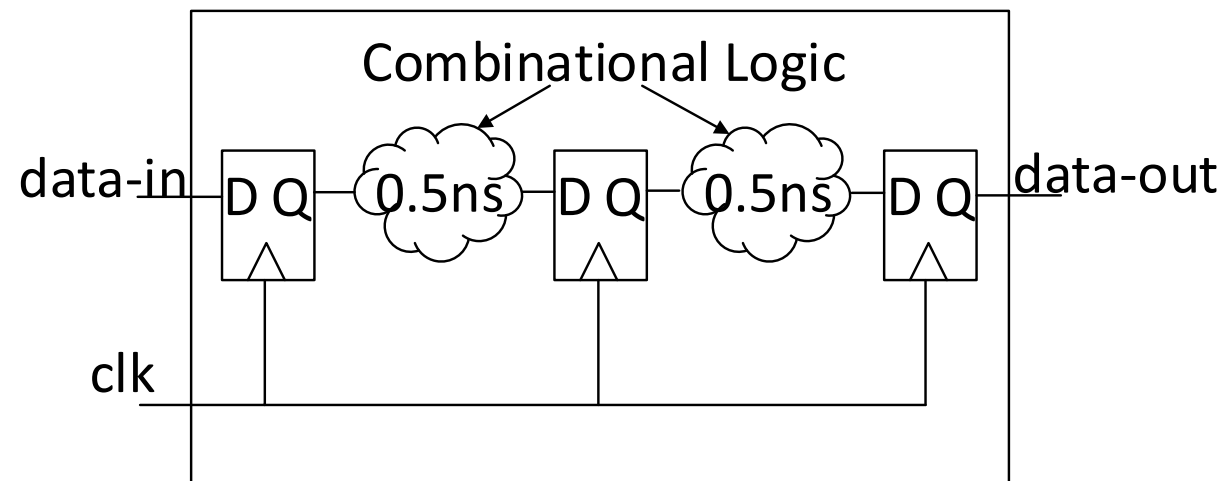 Combinational Logic
data-in
D Q
0.5ns
D Q
0.5ns
D Q
data-out
clk